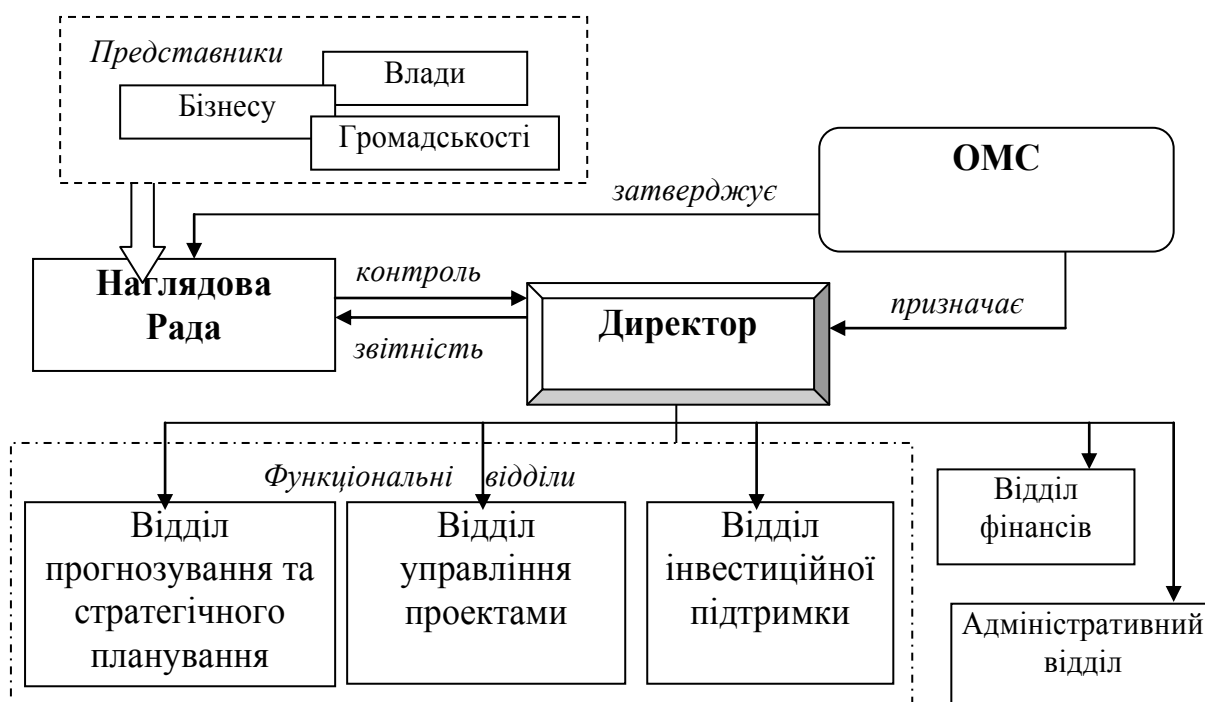 Представники
Влади
Бізнесу
Громадськості
ОМС
затверджує
Наглядова
Рада
контроль
звітність
Директор
призначає
Функціональні відділи
Відділ
прогнозування та
стратегічного
планування
Відділ
управління
проектами
Відділ
інвестиційної
підтримки
Відділ
фінансів
Адміністративний
відділ